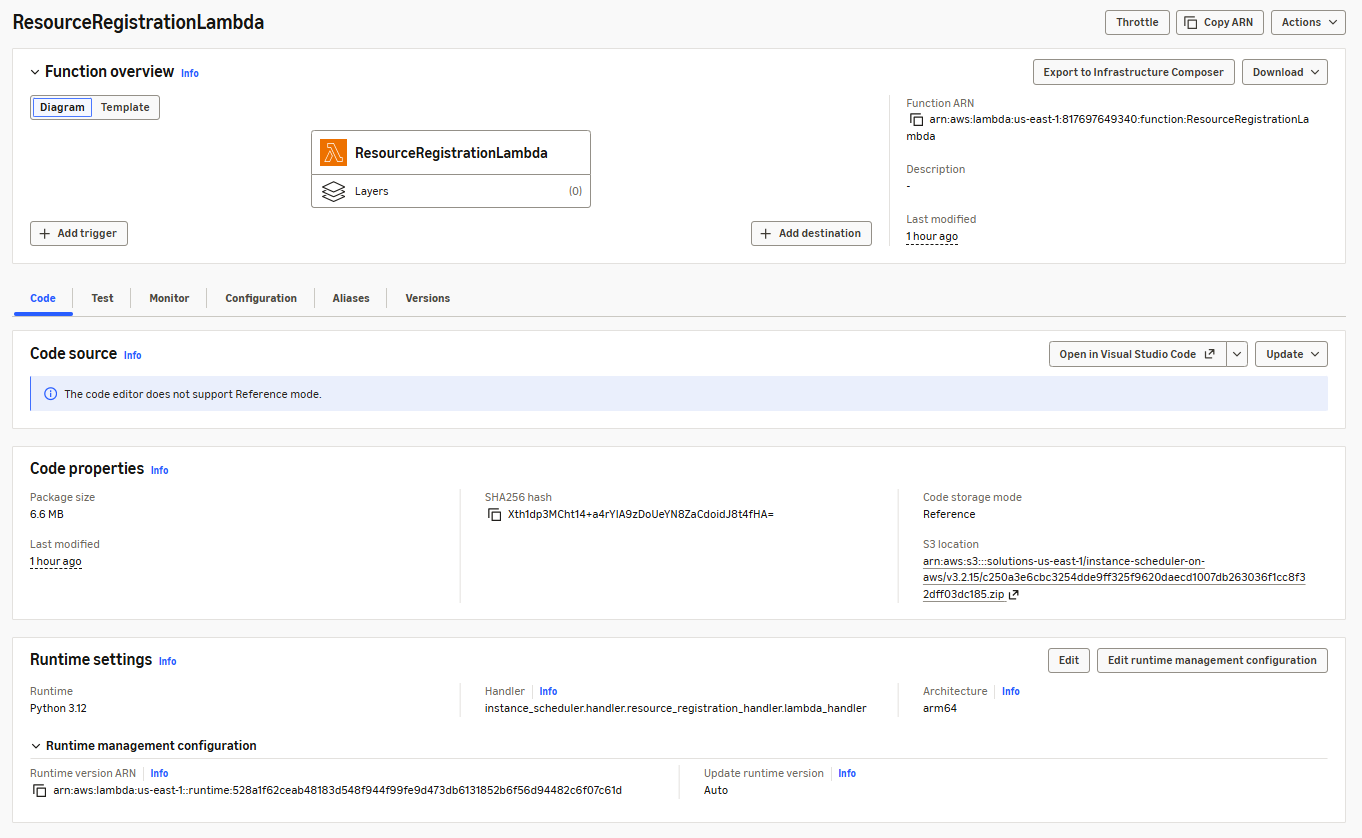 ResourceRegistrationLambda
Throttle
Copy ARN
Actions
Function overview Info
Export to Infrastructure Composer
Download
Diagram
Template
ResourceRegistrationLambda
Layers
(0)
Add trigger
Add destination
Function ARN
arn:aws:lambda:us-east-1:817697649340:function:ResourceRegistrationLa
mbda
Description
-
Last modified
1 hour ago
Code
Test
Monitor
Configuration
Aliases
Versions
Code source Info
Open in Visual Studio Code
Update
The code editor does not support Reference mode.
Code properties Info
Package size
6.6 MB
Last modified
1 hour ago
SHA256 hash
Xth1dp3MCht14+a4rYIA9zDoUeYN8ZaCdoidJ8t4fHA=
Code storage mode
Reference
S3 location
arn:aws:s3:::solutions-us-east-1/instance-scheduler-on-
aws/v3.2.15/c250a3e6cbc3254dde9ff325f9620daecd1007db263036f1cc8f3
2dff03dc185.zip
Runtime settings Info
Edit
Edit runtime management configuration
Runtime
Python 3.12
Handler Info
instance_scheduler.handler.resource_registration_handler.lambda_handler
Architecture Info
arm64
Runtime management configuration
Runtime version ARN Info
arn:aws:lambda:us-east-1::runtime:528a1f62ceab48183d548f944f99fe9d473db6131852b6f56d94482c6f07c61d
Update runtime version Info
Auto